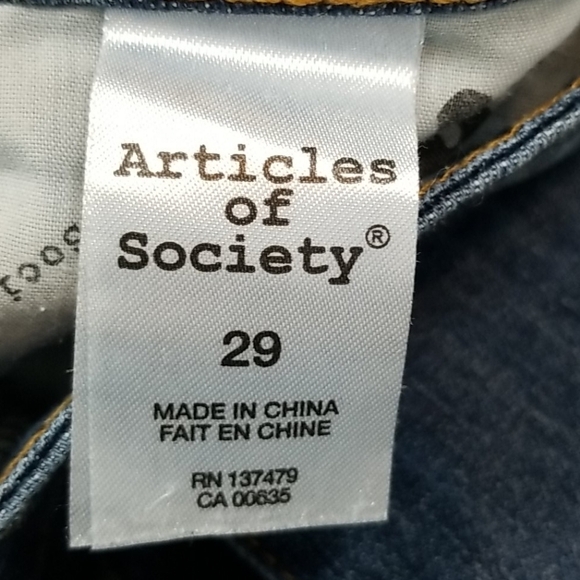 Articles
of
Society®
29
MADE IN CHINA
FAIT EN CHINE
RN 137479
CA 00635